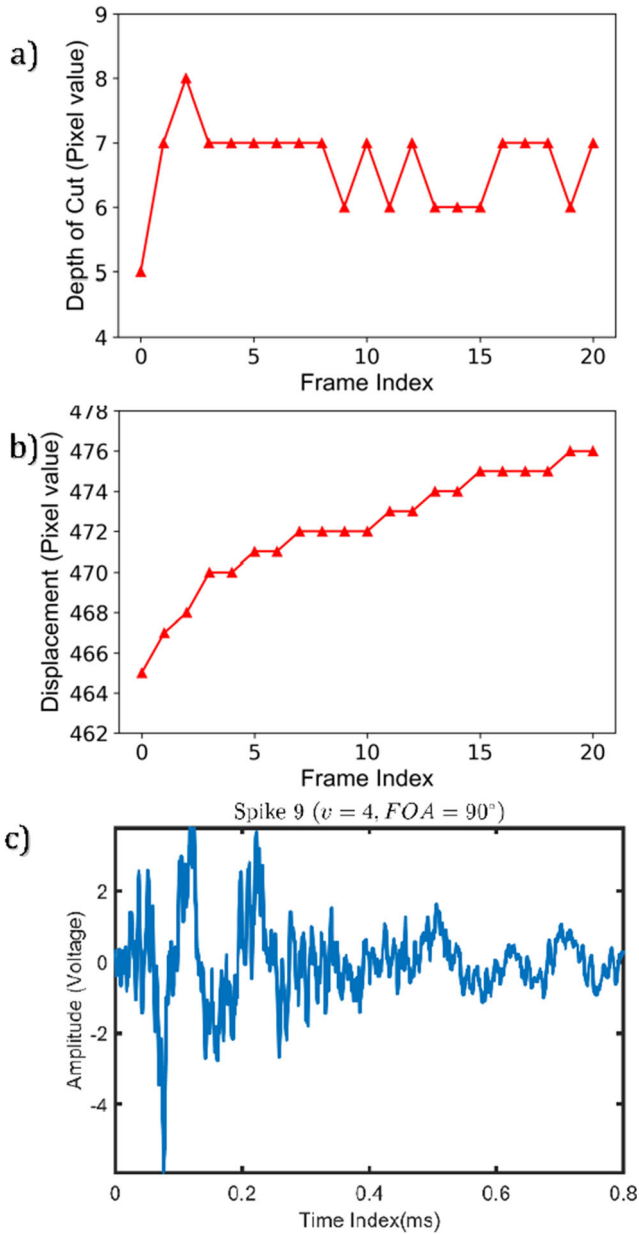 a)
Depth of Cut (Pixel value)
9
8
7
6
5
4
0 5 10 15 20
Frame Index
b)
Displacement (Pixel value)
478
476
474
472
470
468
466
464
462
0 5 10 15 20
Frame Index
c)
Spike 9 (v = 4, FOA = 90°)
Amplitude (Voltage)
2
0
-2
-4
0 0.2 0.4 0.6 0.8
Time Index(ms)